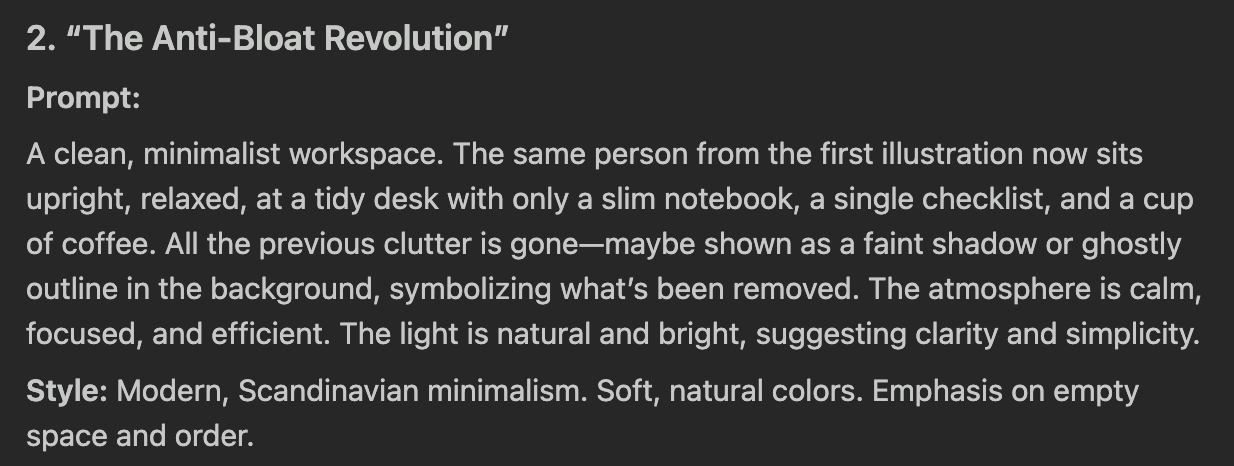 2. “The Anti-Bloat Revolution”
Prompt:
A clean, minimalist workspace. The same person from the first illustration now sits
upright, relaxed, at a tidy desk with only a slim notebook, a single checklist, and a cup
of coffee. All the previous clutter is gone—maybe shown as a faint shadow or ghostly
outline in the background, symbolizing what’s been removed. The atmosphere is calm,
focused, and efficient. The light is natural and bright, suggesting clarity and simplicity.
Style: Modern, Scandinavian minimalism. Soft, natural colors. Emphasis on empty
space and order.